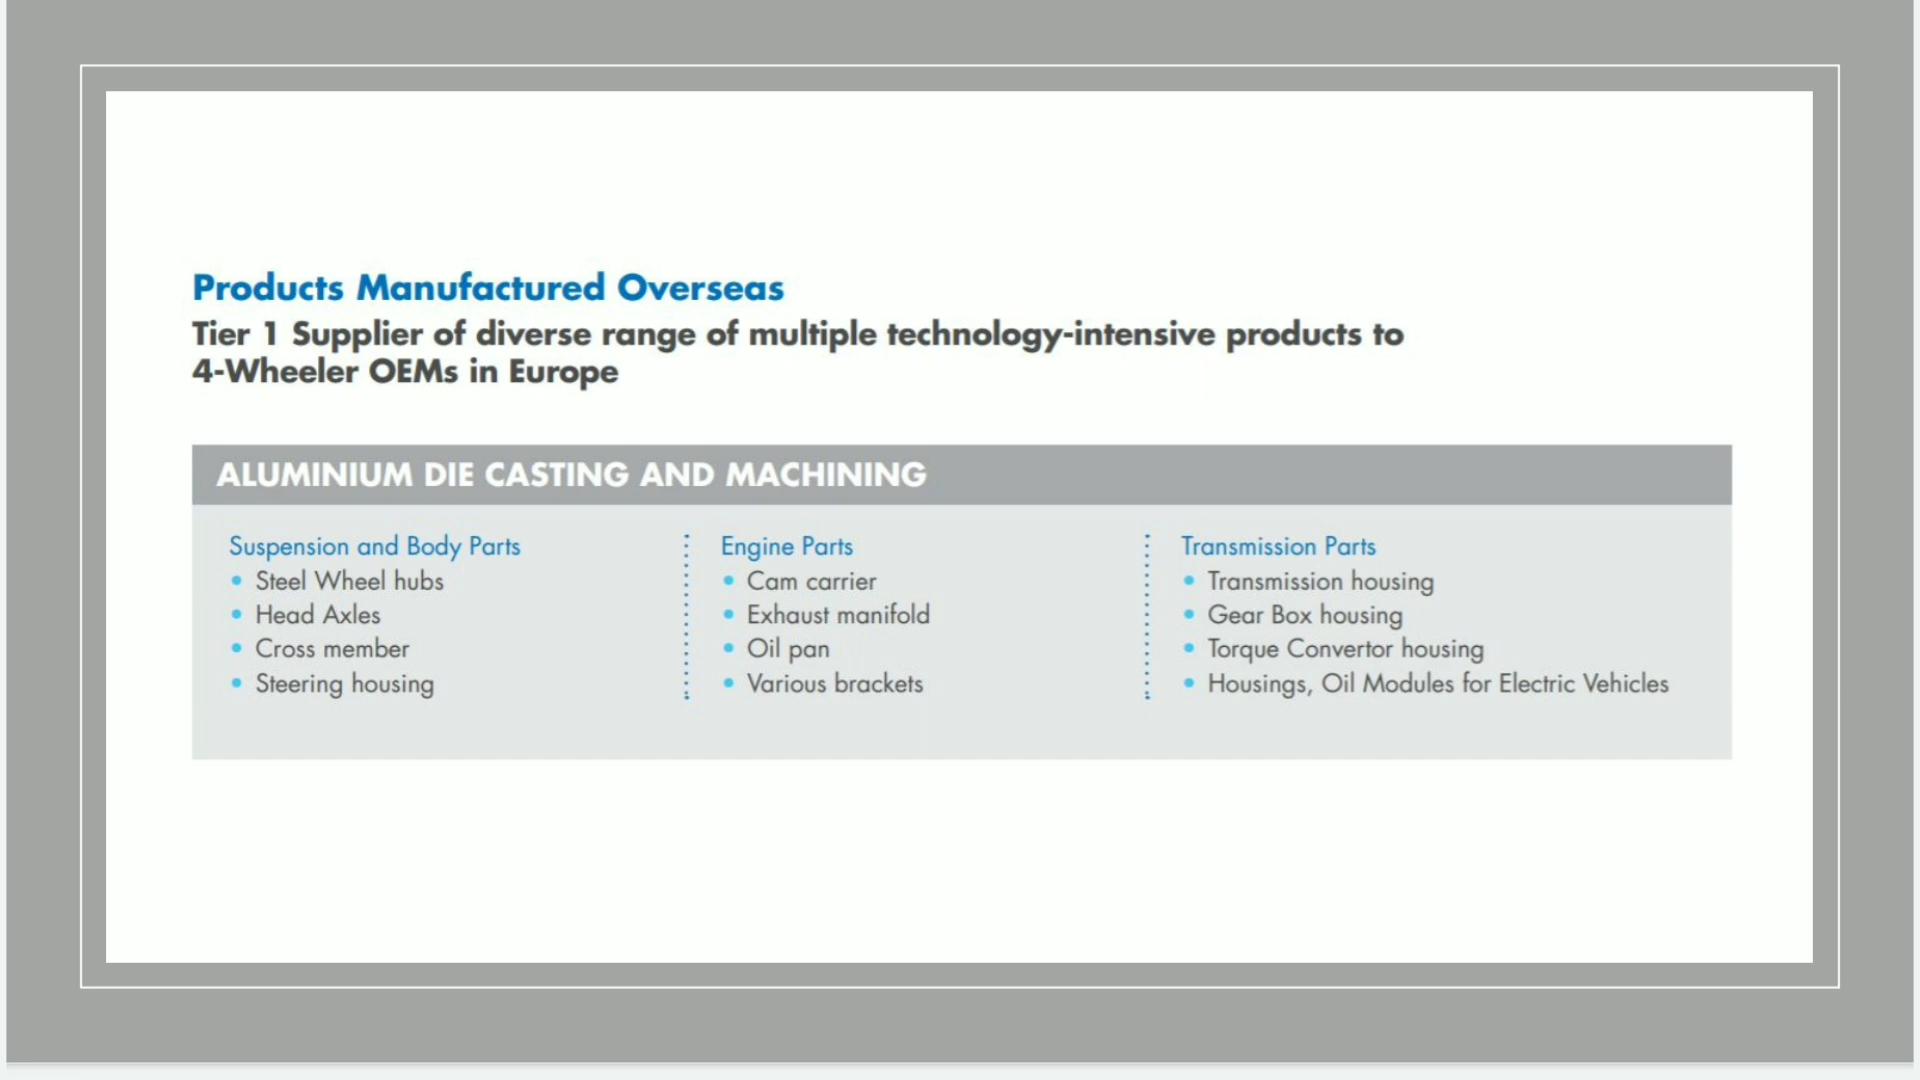 Products Manufactured Overseas
Tier 1 Supplier of diverse range of multiple technology-intensive products to
4-Wheeler OEMs in Europe
ALUMINIUM DIE CASTING AND MACHINING
Suspension and Body Parts
• Steel Wheel hubs
• Head Axles
• Cross member
• Steering housing
Engine Parts
• Cam carrier
• Exhaust manifold
• Oil pan
• Various brackets
Transmission Parts
• Transmission housing
• Gear Box housing
• Torque Convertor housing
• Housings, Oil Modules for Electric Vehicles